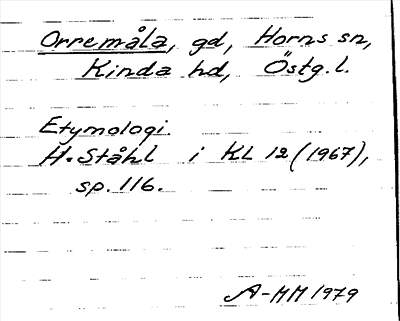 Orremåla, gd, Horns sn,
Kinda hd, Östg.l.
Etymologi.
H. Ståhl i KL 12 (1967),
sp. 116.
A-MM 1979